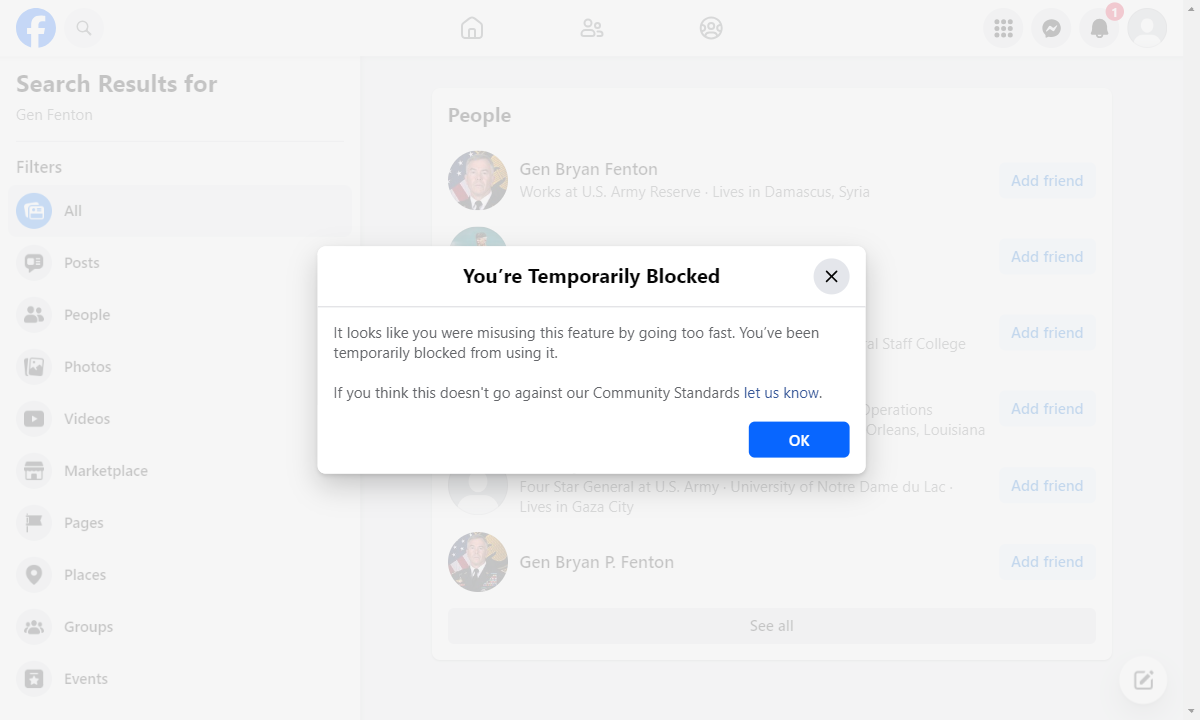 1
Search Results for
Gen Fenton
Filters
All
Posts
People
Photos
Videos
Marketplace
Pages
Places
Groups
Events
People
Gen Bryan Fenton
Works at U.S. Army Reserve · Lives in Damascus, Syria
Add friend
Add friend
al Staff College
Add friend
Operations
Orleans, Louisiana
Add friend
Four Star General at U.S. Army · University of Notre Dame du Lac ·
Lives in Gaza City
Add friend
Gen Bryan P. Fenton
Add friend
See all
You’re Temporarily Blocked
It looks like you were misusing this feature by going too fast. You’ve been
temporarily blocked from using it.
If you think this doesn't go against our Community Standards let us know.
OK